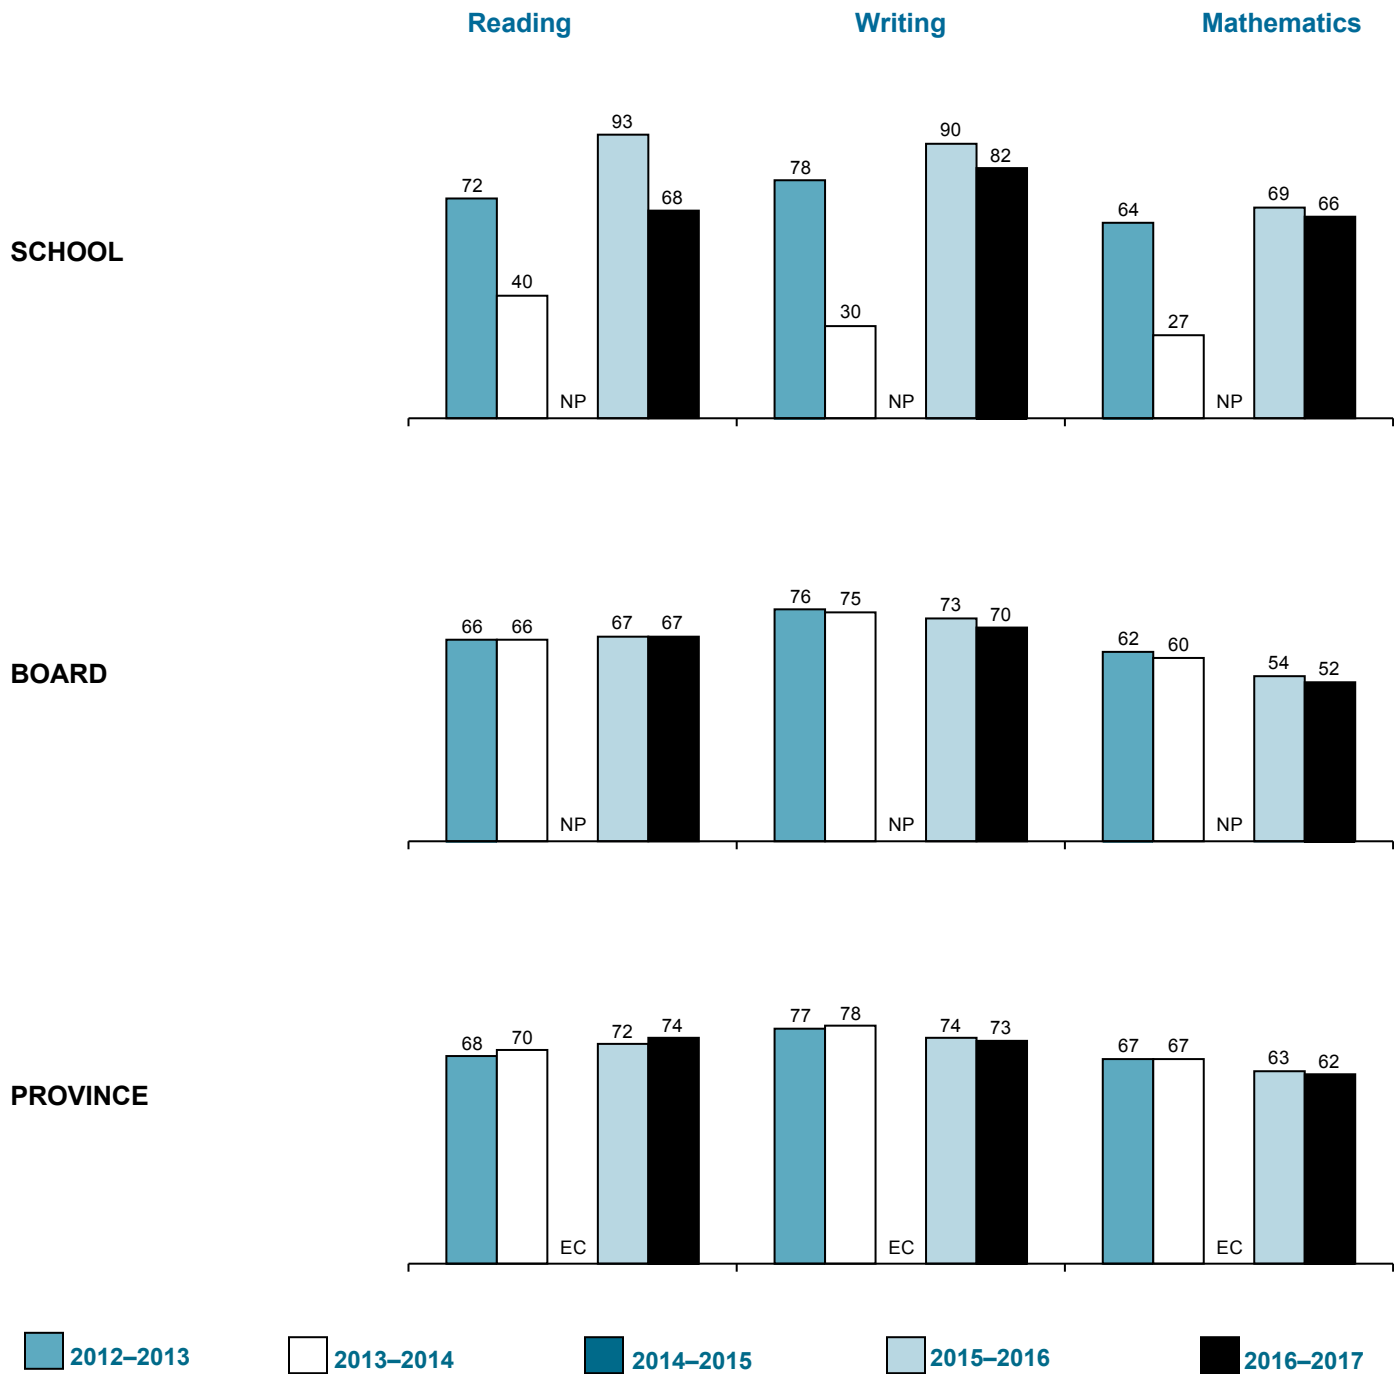 Reading Writing Mathematics
93
90
82
78
72
69
68
66
64
SCHOOL
40
30
27
NP NP NP
76 75
73
70
66 66 67 67
62 60
54 52
BOARD
NP NP NP
77 78
74 74 73
72
70
68 67 67
63 62
PROVINCE
EC EC EC
2012–2013 2013–2014 2014–2015 2015–2016 2016–2017